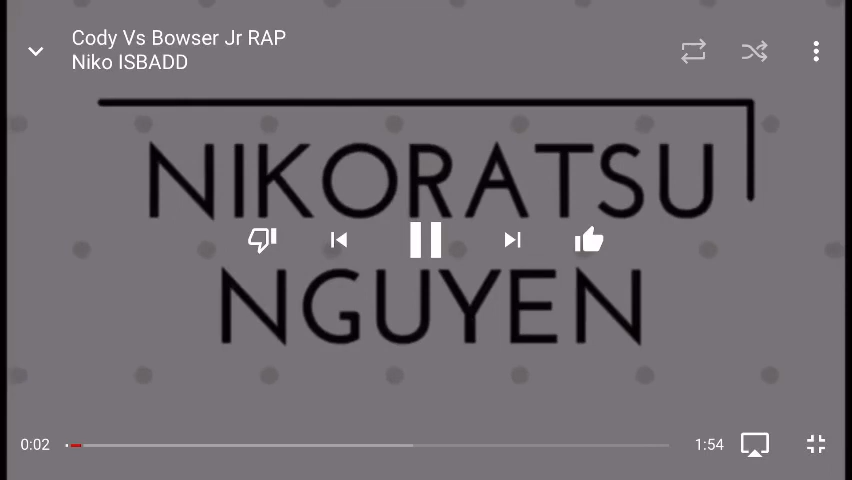 Cody Vs Bowser Jr RAP
Niko ISBADD
NIKORATSU
NGUYEN
0:02
1:54